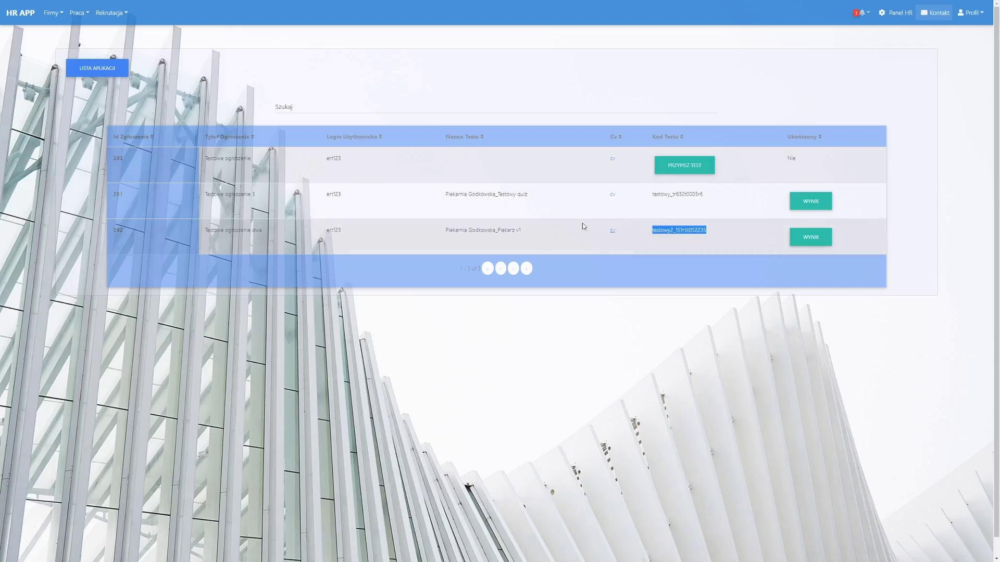 HR APP Firmy Praca Rekrutacja 1 Panel HR Kontakt Profil
LISTA APLIKACJI
Szukaj
Id Zgłoszenia Tytuł Ogłoszenia Login Użytkownika Nazwa Testu Cv Kod Testu Ukończony
293 Testowe ogłoszenie ert123 cv PRZYPISZ TEST Nie
291 Testowe ogłoszenie 3 ert123 Piekarnia Godkowska_Testowy quiz cv testowy_tr650t0005r6 WYNIK
292 Testowe ogłoszenie dwa ert123 Piekarnia Godkowska_Piekarz v1 cv testowy2_151r5t052235 WYNIK
1 - 3 of 3